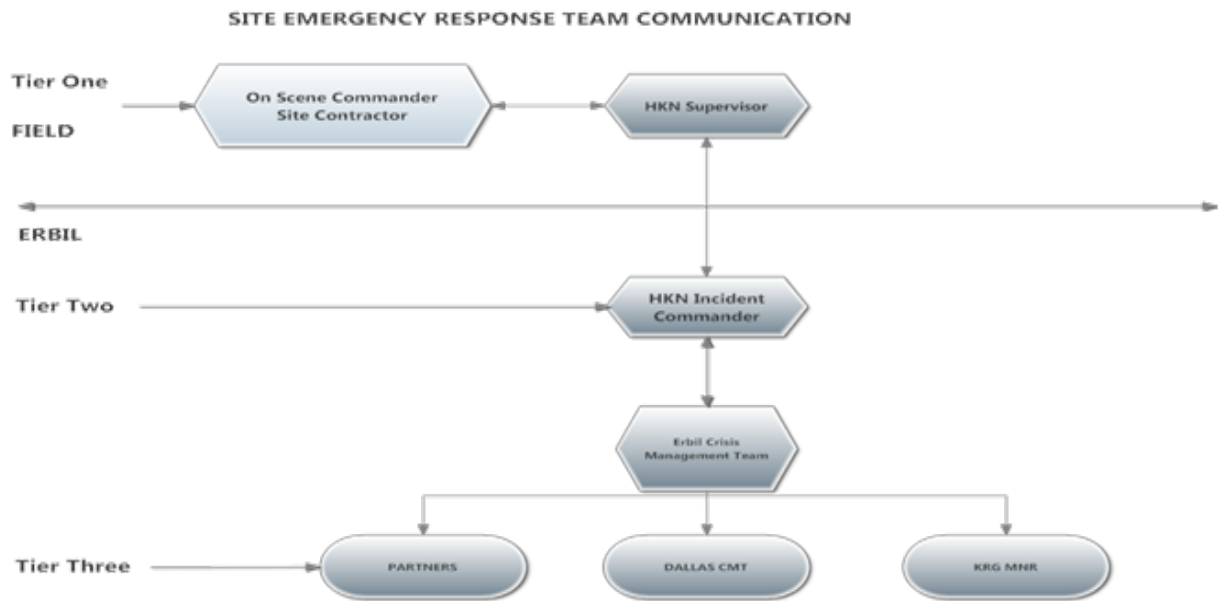 SITE EMERGENCY RESPONSE TEAM COMMUNICATION
Tier One
FIELD
On Scene Commander
Site Contractor
HKN Supervisor
ERBIL
Tier Two
HKN Incident
Commander
Erbil Crisis
Management Team
Tier Three
PARTNERS
DALLAS CMT
KRG MNR